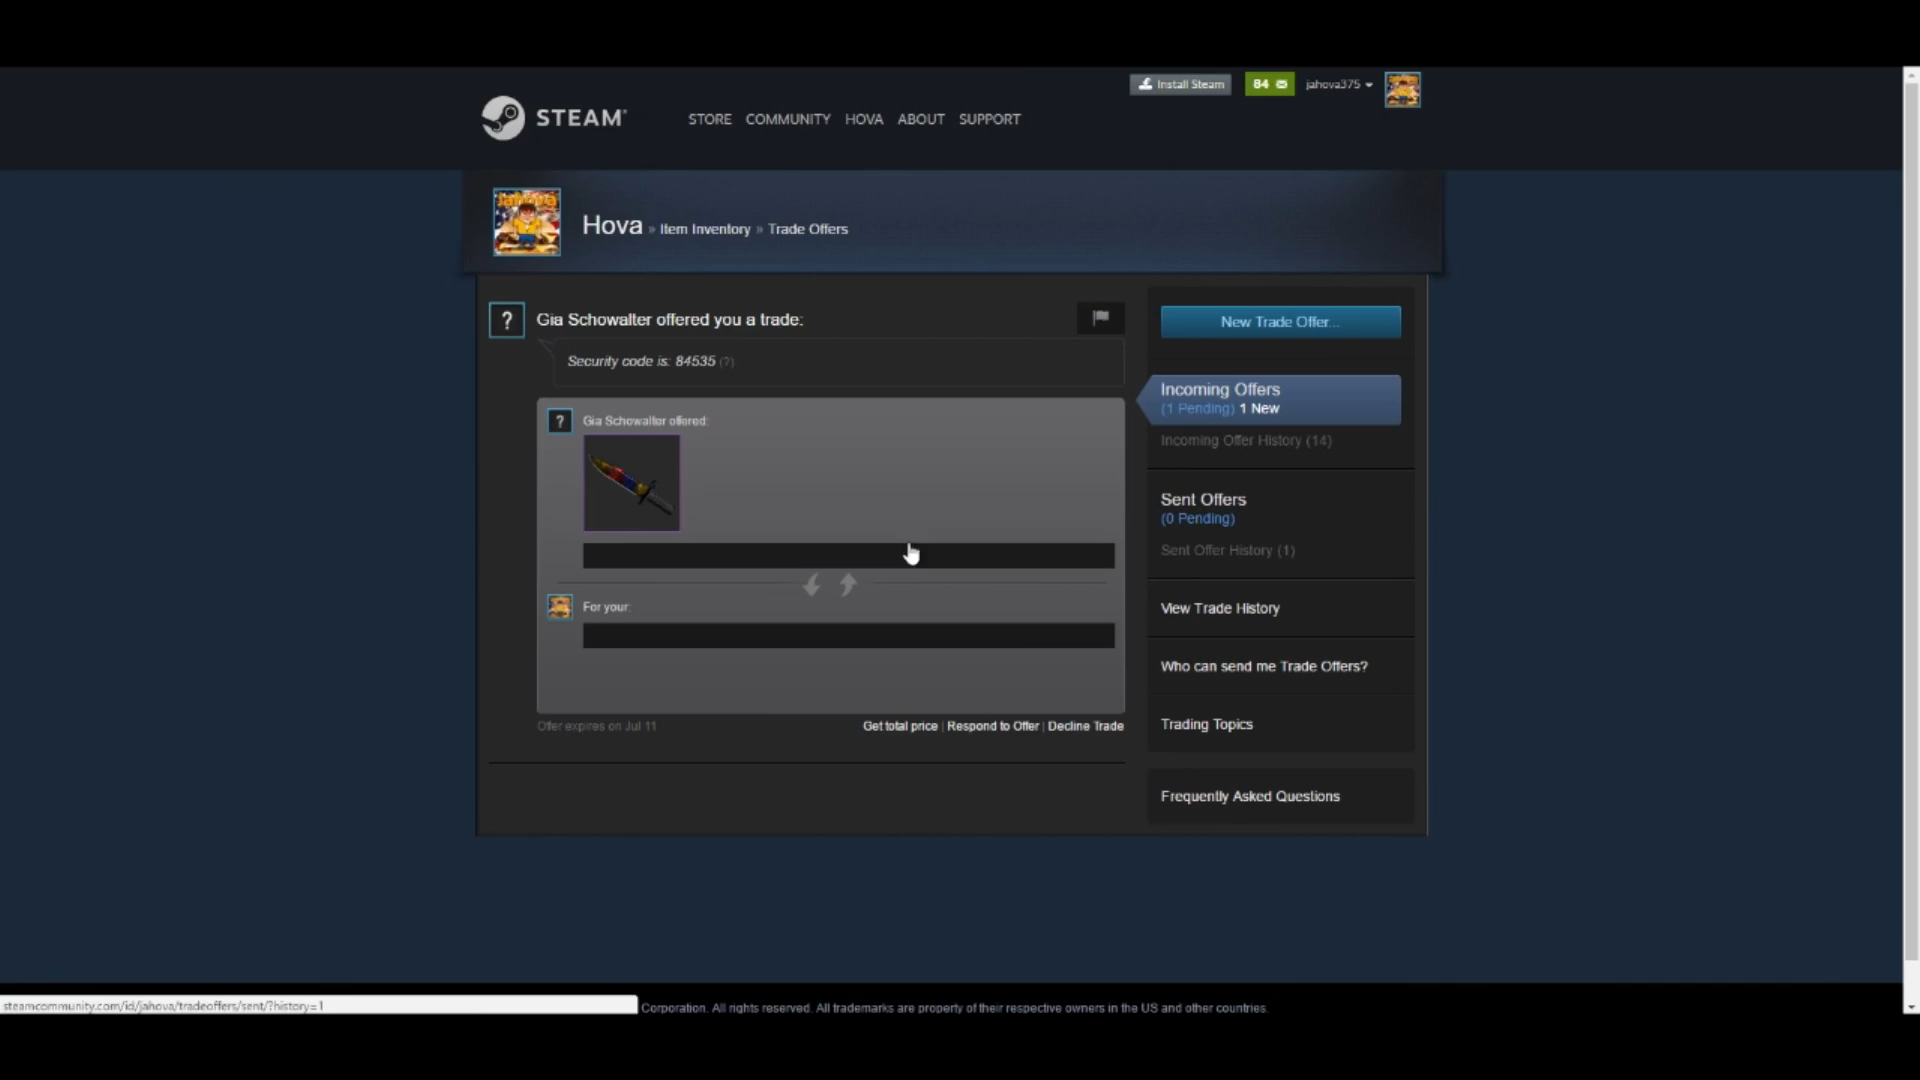 Install Steam
84
jahova375
STEAM
STORE COMMUNITY HOVA ABOUT SUPPORT
Jahova
Hova » Item Inventory » Trade Offers
? Gia Schowalter offered you a trade:
Security code is: 84535 (?)
? Gia Schowalter offered:
For your:
Offer expires on Jul 11
Get total price | Respond to Offer | Decline Trade
New Trade Offer...
Incoming Offers
(1 Pending) 1 New
Incoming Offer History (14)
Sent Offers
(0 Pending)
Sent Offer History (1)
View Trade History
Who can send me Trade Offers?
Trading Topics
Frequently Asked Questions
steamcommunity.com/id/jahova/tradeoffers/sent/?history=1
Corporation. All rights reserved. All trademarks are property of their respective owners in the US and other countries.